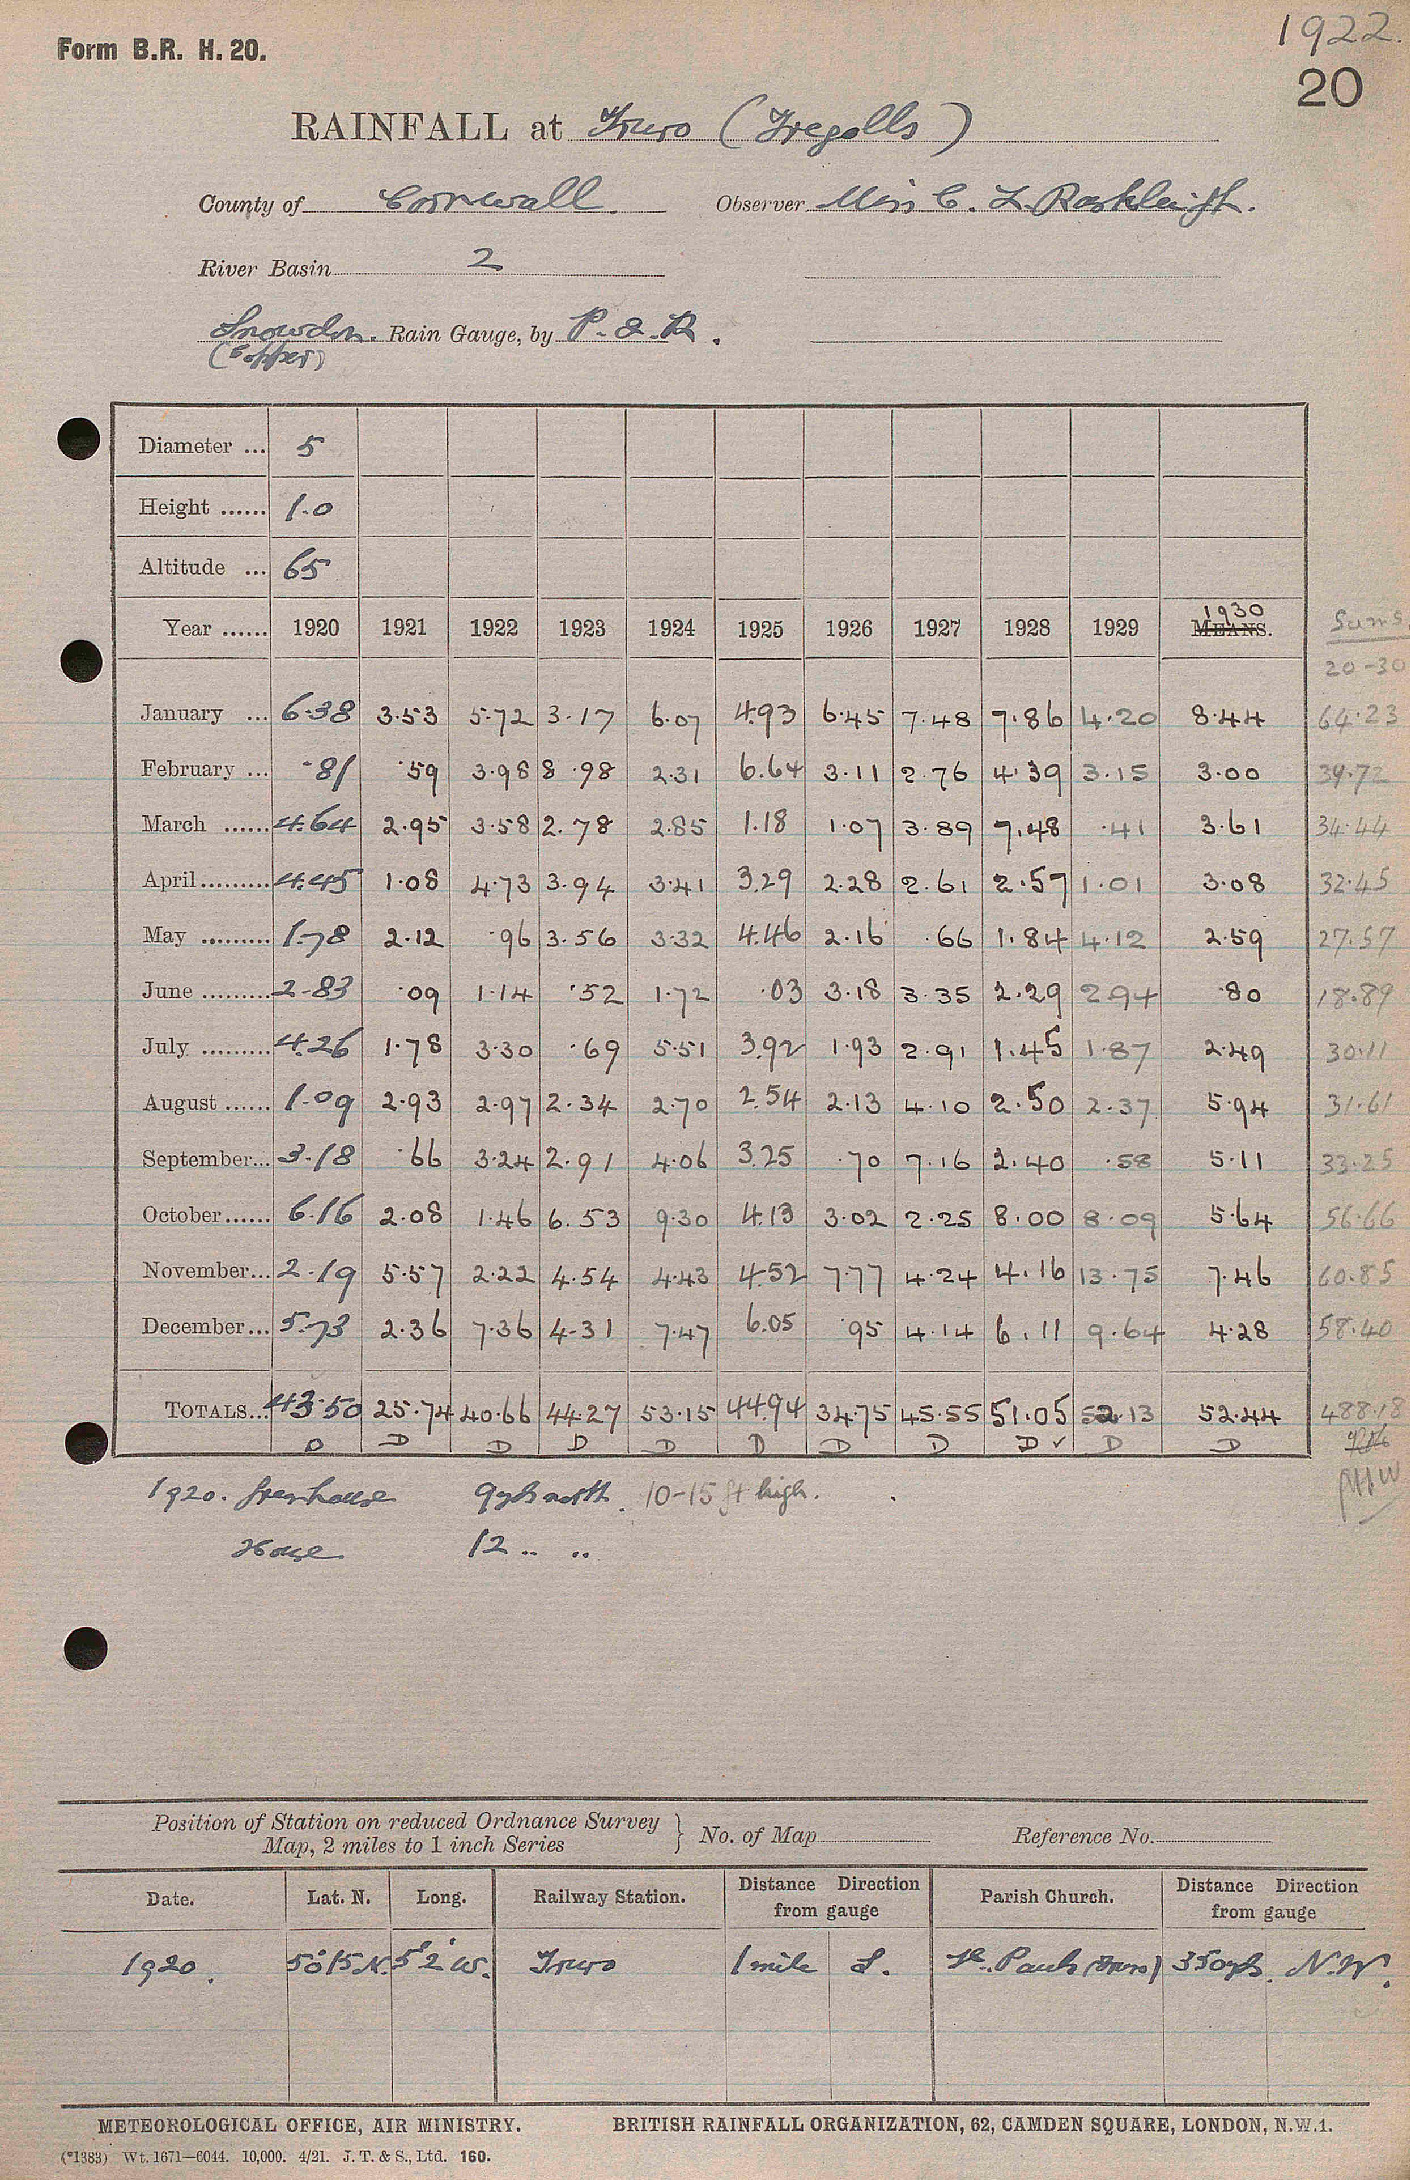 1922.
Form B.R. H. 20.
20
RAINFALL at Truro (Tregolls)
County of Cornwall Observer Miss C. L. Rashleigh.
River Basin 2
Snowdon. Rain Gauge, by P. & R.
(Copper)
Diameter ... 5
Height ...... 1.0
Altitude ... 65
Year ...... 1920 1921 1922 1923 1924 1925 1926 1927 1928 1929 1930 MEANS. Sums.
20-30
January ... 6.38 3.53 5.72 3.17 6.07 4.93 6.45 7.48 7.86 4.20 8.44 64.23
February ... .81 .59 3.98 8.98 2.31 6.64 3.11 2.76 4.39 3.15 3.00 39.72
March ...... 4.64 2.95 3.58 2.78 2.85 1.18 1.07 3.89 7.48 .41 3.61 34.44
April ......... 4.45 1.08 4.73 3.94 3.41 3.29 2.28 2.61 2.57 1.01 3.08 32.45
May ......... 1.78 2.12 .96 3.56 3.32 4.46 2.16 .66 1.84 4.12 2.59 27.57
June ......... 2.83 .09 1.14 .52 1.72 .03 3.18 3.35 2.29 2.94 .80 18.89
July ......... 4.26 1.78 3.30 .69 5.51 3.92 1.93 2.91 1.45 1.87 2.49 30.11
August ...... 1.09 2.93 2.97 2.34 2.70 2.54 2.13 4.10 2.50 2.37 5.94 31.61
September... 3.18 .66 3.24 2.91 4.06 3.25 .70 7.16 2.40 .58 5.11 33.25
October...... 6.16 2.08 1.46 6.53 9.30 4.13 3.02 2.25 8.00 8.09 5.64 56.66
November... 2.19 5.57 2.22 4.54 4.43 4.52 7.77 4.24 4.16 13.75 7.46 60.85
December... 5.73 2.36 7.36 4.31 7.47 6.05 .95 4.14 6.11 9.64 4.28 58.40
TOTALS... 43.50 25.74 40.66 44.27 53.15 44.94 34.75 45.55 51.05 52.13 52.44 488.18
D D D D D D D D D ✓ D D
1920. Greenhouse 9 yds north. 10-15 ft high.
House 12 .. ..
Position of Station on reduced Ordnance Survey
Map, 2 miles to 1 inch Series } No. of Map Reference No.
Date. Lat. N. Long. Railway Station. Distance from gauge Direction Parish Church. Distance from gauge Direction
1920. 50°15'N. 5°2'W. Truro 1 mile S. St. Pauls (Truro) 350 yds. N.W.
METEOROLOGICAL OFFICE, AIR MINISTRY. BRITISH RAINFALL ORGANIZATION, 62, CAMDEN SQUARE, LONDON, N.W.1.
(*1383) Wt. 1671—6044. 10,000. 4/21. J. T. & S., Ltd. 160.